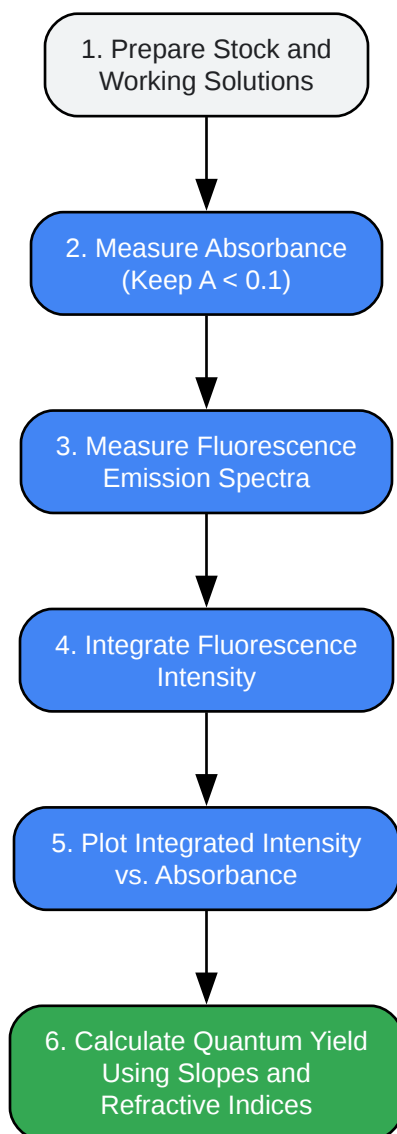 1. Prepare Stock and
Working Solutions
2. Measure Absorbance
(Keep A < 0.1)
3. Measure Fluorescence
Emission Spectra
4. Integrate Fluorescence
Intensity
5. Plot Integrated Intensity
vs. Absorbance
6. Calculate Quantum Yield
Using Slopes and
Refractive Indices